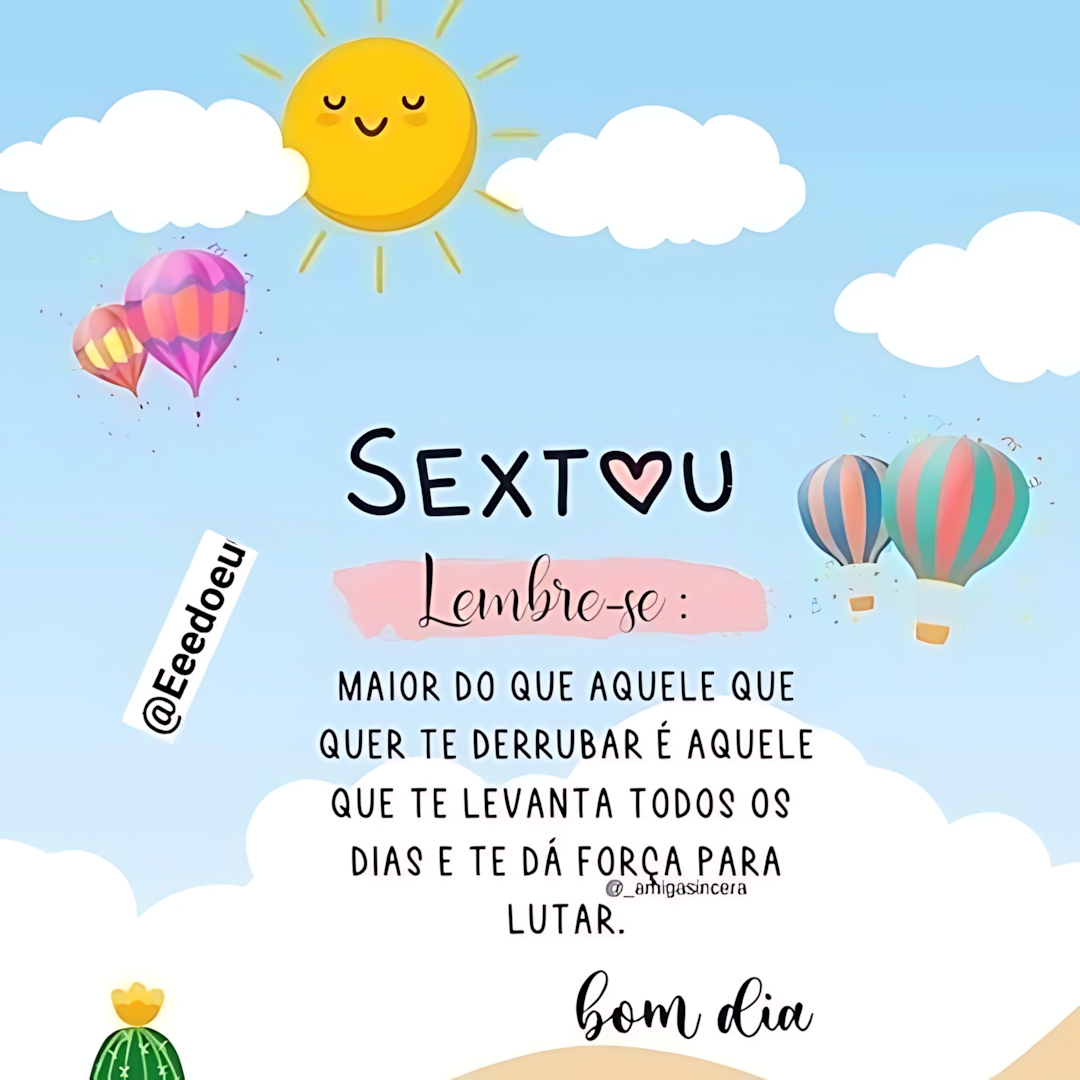 SEXTOU
Lembre-se :
@Eeedoeu
MAIOR DO QUE AQUELE QUE
QUER TE DERRUBAR É AQUELE
QUE TE LEVANTA TODOS OS
DIAS E TE DÁ FORÇA PARA
@_amigasincera
LUTAR.
bom dia